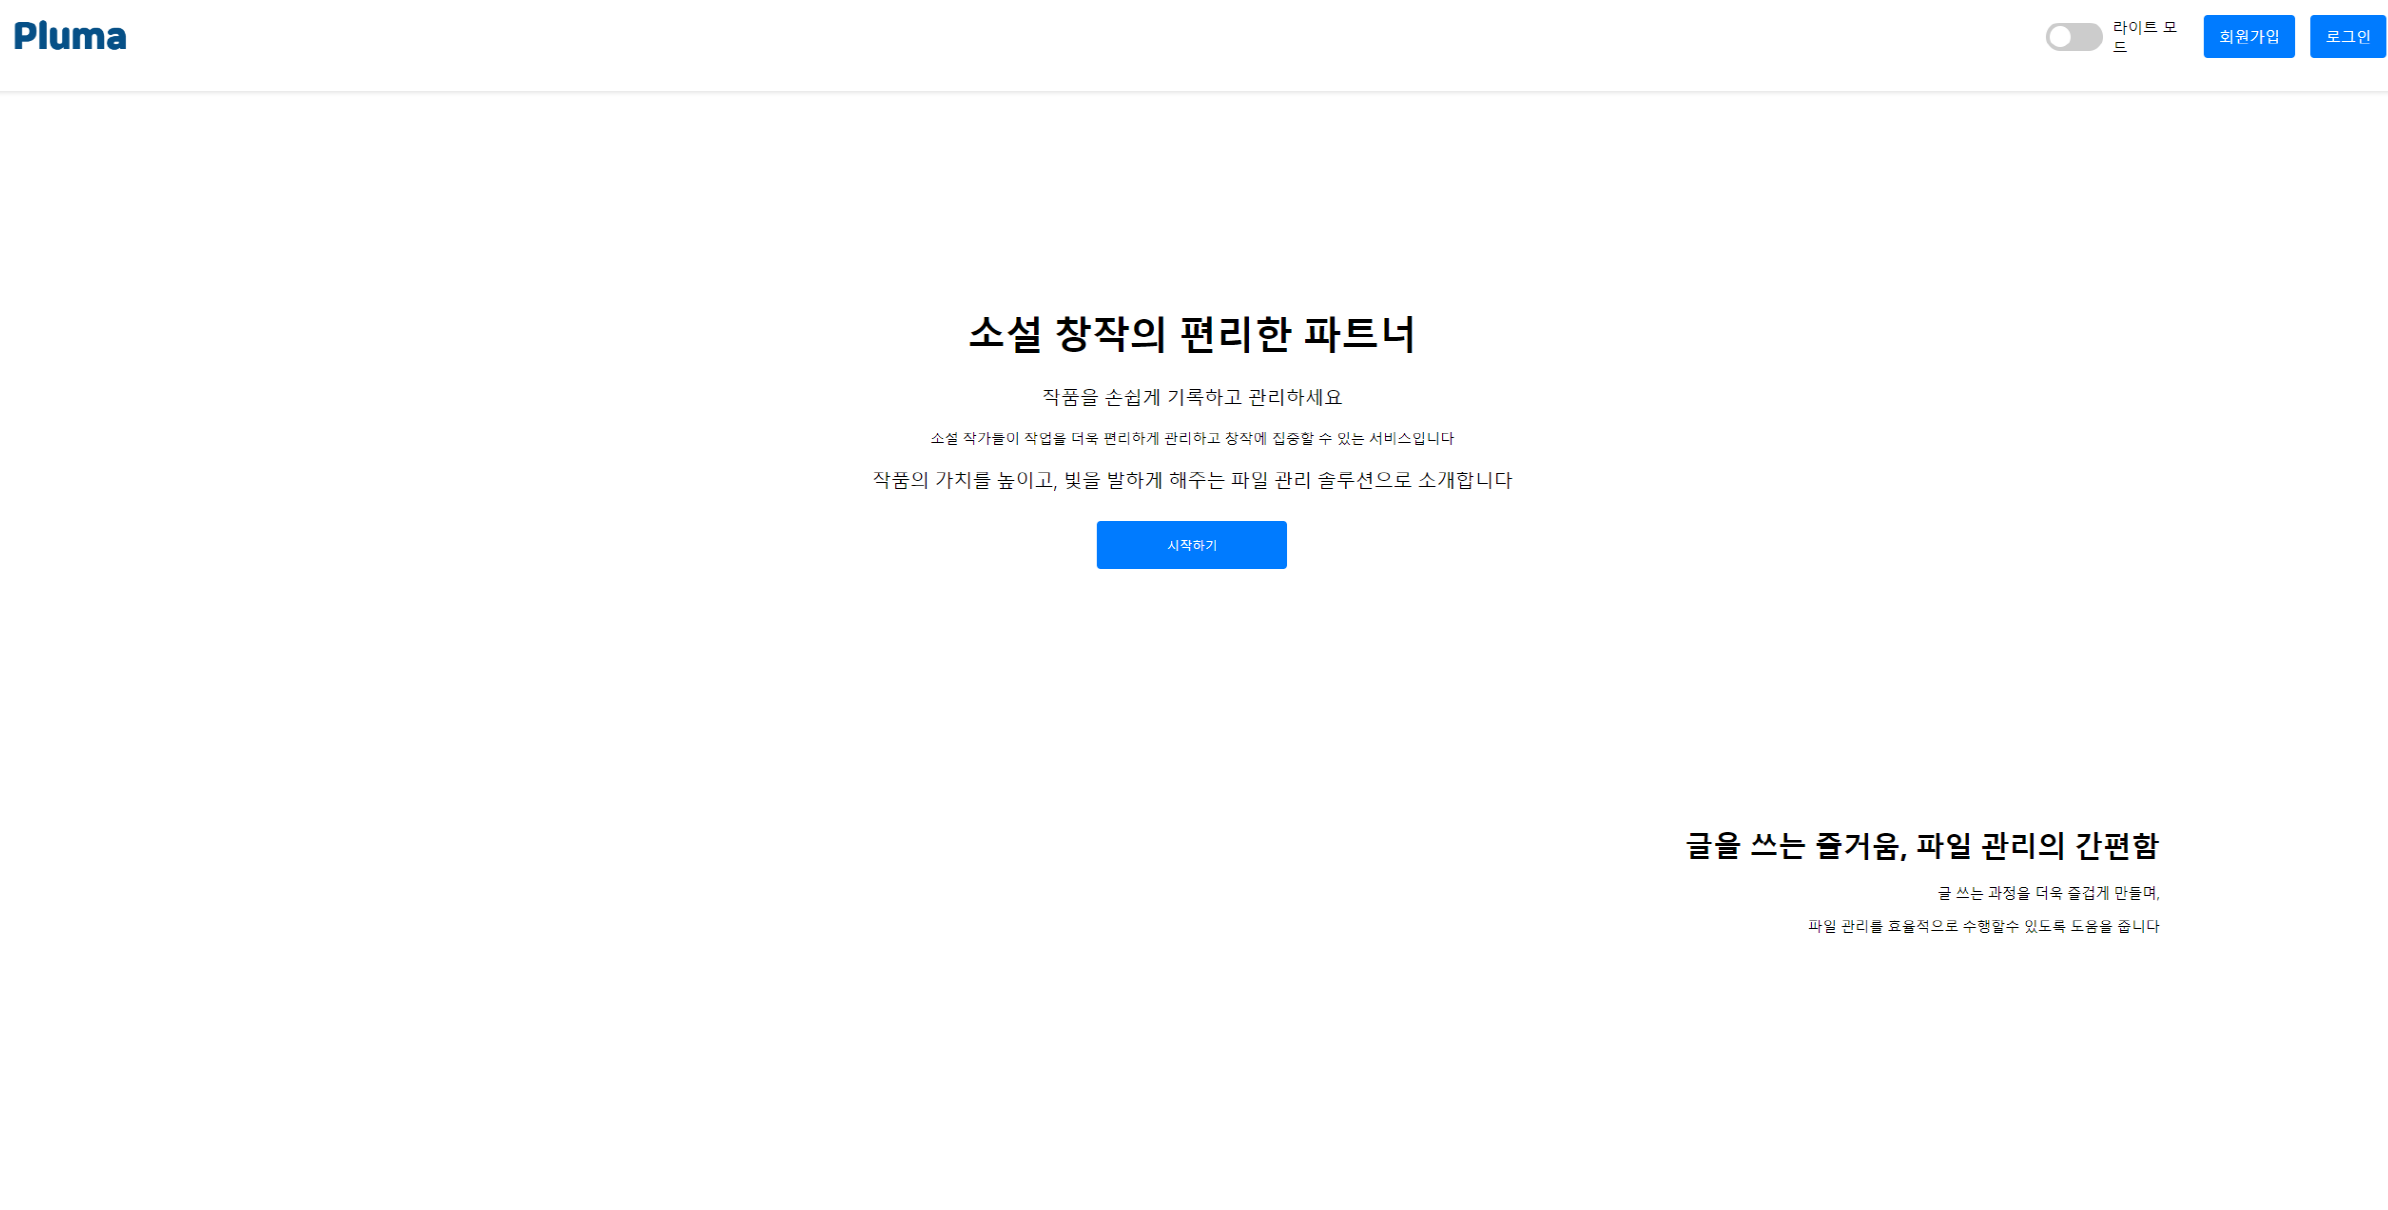 Pluma
라이트 모
드
회원가입
로그인
소설 창작의 편리한 파트너
작품을 손쉽게 기록하고 관리하세요
소설 작가들이 작업을 더욱 편리하게 관리하고 창작에 집중할 수 있는 서비스입니다
작품의 가치를 높이고, 빛을 발하게 해주는 파일 관리 솔루션으로 소개합니다
시작하기
글을 쓰는 즐거움, 파일 관리의 간편함
글 쓰는 과정을 더욱 즐겁게 만들며,
파일 관리를 효율적으로 수행할수 있도록 도움을 줍니다